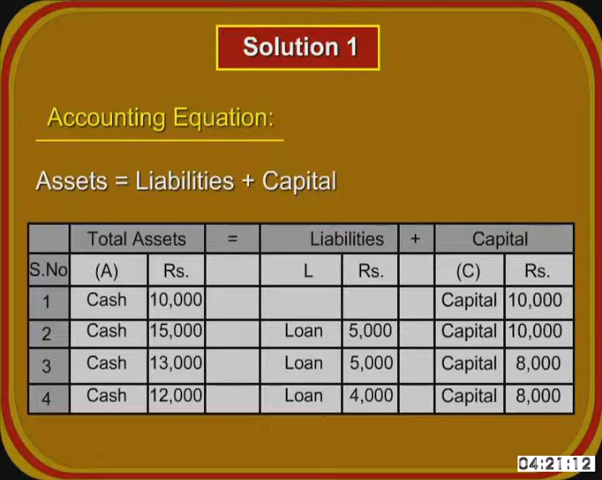 Solution 1
Accounting Equation:
Assets = Liabilities + Capital
Total Assets = Liabilities + Capital
S.No (A) Rs. L Rs. (C) Rs.
1 Cash 10,000 Capital 10,000
2 Cash 15,000 Loan 5,000 Capital 10,000
3 Cash 13,000 Loan 5,000 Capital 8,000
4 Cash 12,000 Loan 4,000 Capital 8,000
04:21:12